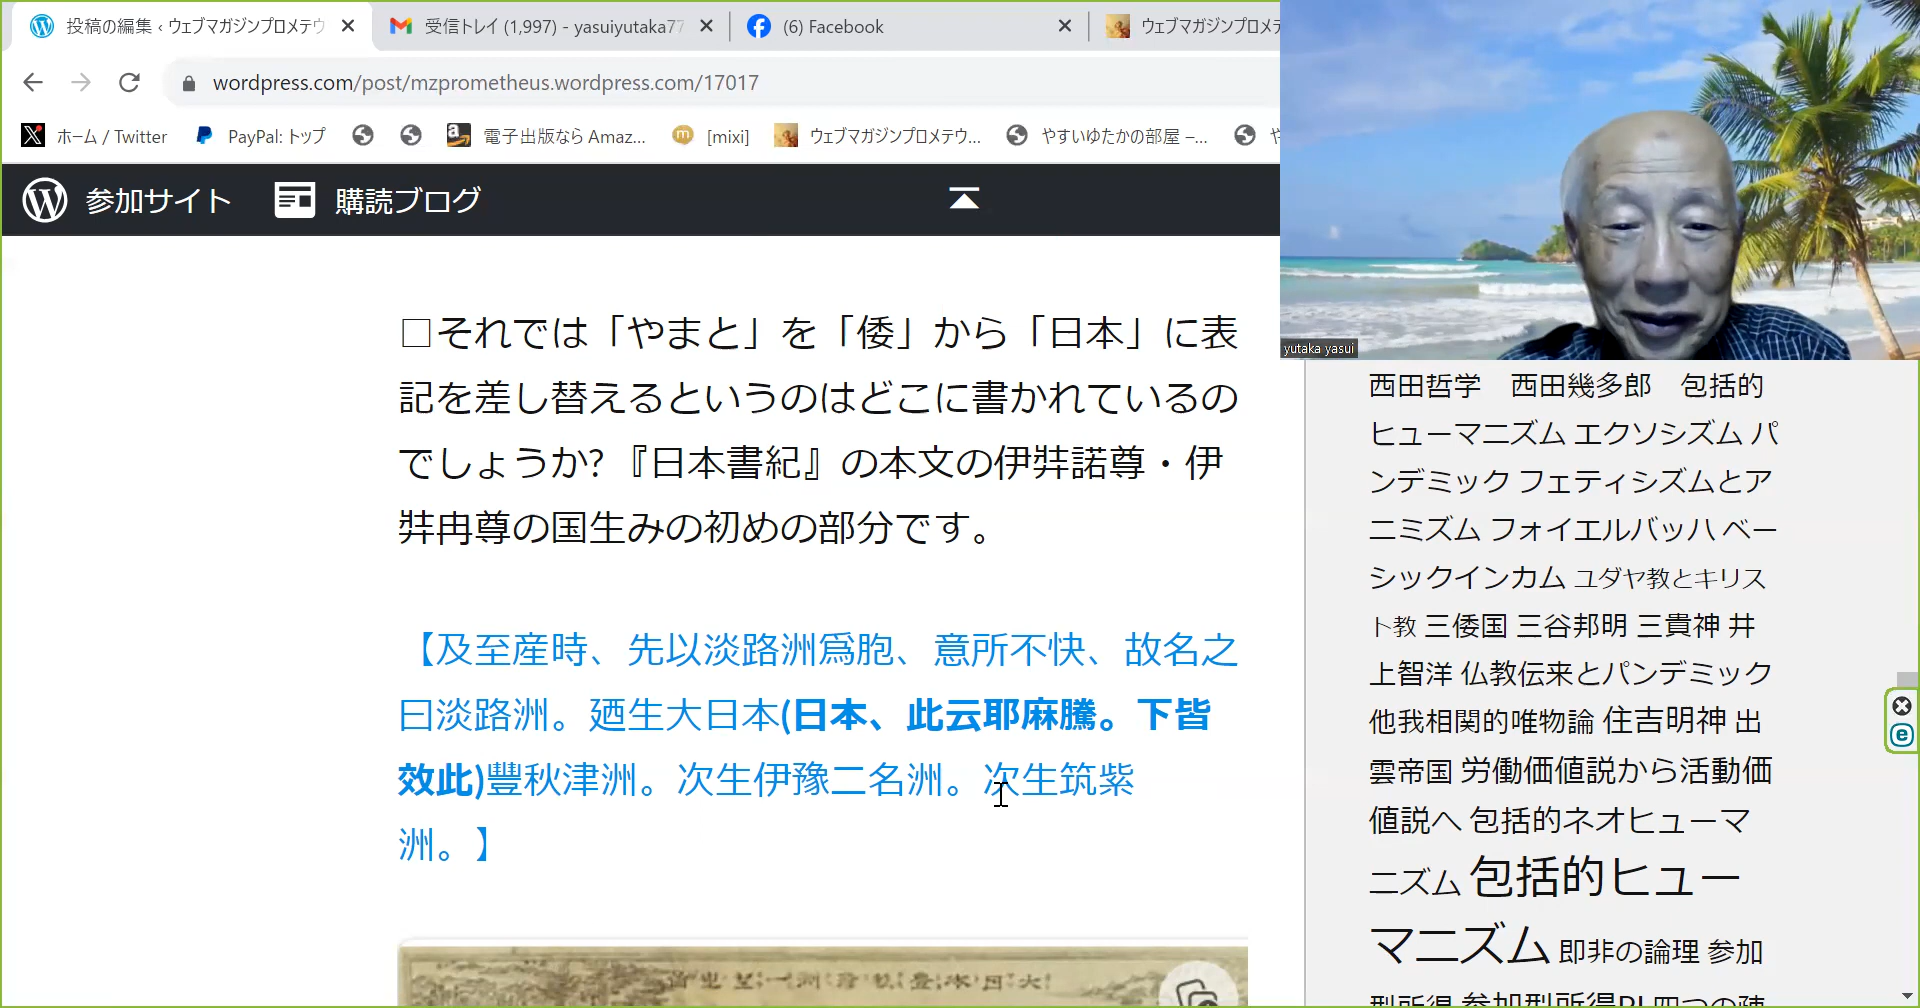 投稿の編集 ‹ ウェブマガジンプロメテウ
受信トレイ (1,997) - yasuiyutaka77
(6) Facebook
ウェブマガジンプロメテ
wordpress.com/post/mzprometheus.wordpress.com/17017
ホーム / Twitter
PayPal: トップ
電子出版なら Amaz...
[mixi]
ウェブマガジンプロメテウ...
やすいゆたかの部屋 –...
参加サイト
購読ブログ
yutaka yasui
□それでは「やまと」を「倭」から「日本」に表
記を差し替えるというのはどこに書かれているの
でしょうか? 『日本書紀』の本文の伊弉諾尊・伊
弉冉尊の国生みの初めの部分です。
【及至産時、先以淡路洲爲胞、意所不快、故名之
曰淡路洲。廼生大日本(日本、此云耶麻騰。下皆
效此)豐秋津洲。次生伊豫二名洲。次生筑紫
洲。】
西田哲学　西田幾多郎　包括的
ヒューマニズム エクソシズム パ
ンデミック フェティシズムとア
ニミズム フォイエルバッハ ベー
シックインカム ユダヤ教とキリス
ト教 三倭国 三谷邦明 三貴神 井
上智洋 仏教伝来とパンデミック
他我相関的唯物論 住吉明神 出
雲帝国 労働価値説から活動価
値説へ 包括的ネオヒューマ
ニズム 包括的ヒュー
マニズム 即非の論理 参加
型所得 参加型所得PI 四つの